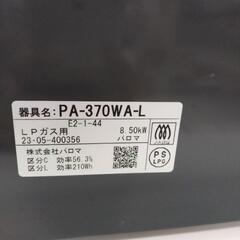 器具名: PA-370WA-L
E2-1-44
LPガス用 8.50kW
23·05-400356 パロマ
株式会社パロマ
区分C 効率56.3%
区分L 効率210Wh
PS
LPG